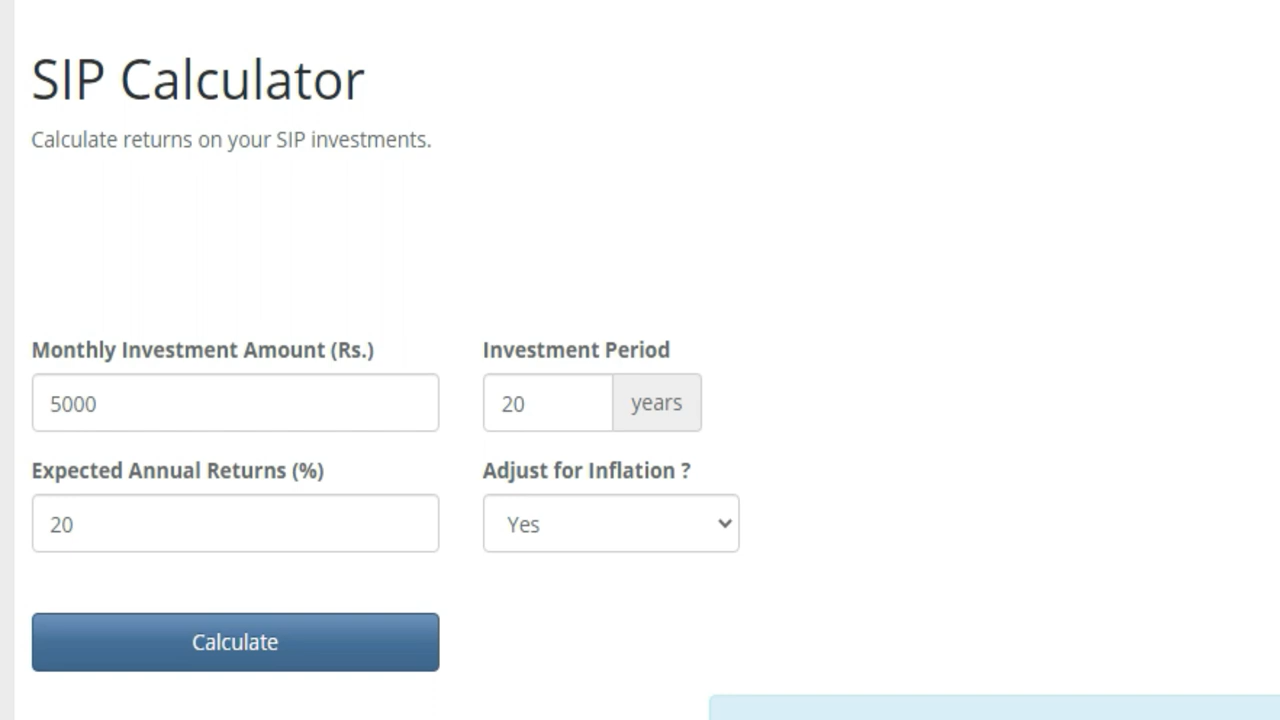 SIP Calculator
Calculate returns on your SIP investments.
Monthly Investment Amount (Rs.)
5000
Investment Period
20 years
Expected Annual Returns (%)
20
Adjust for Inflation ?
Yes
Calculate